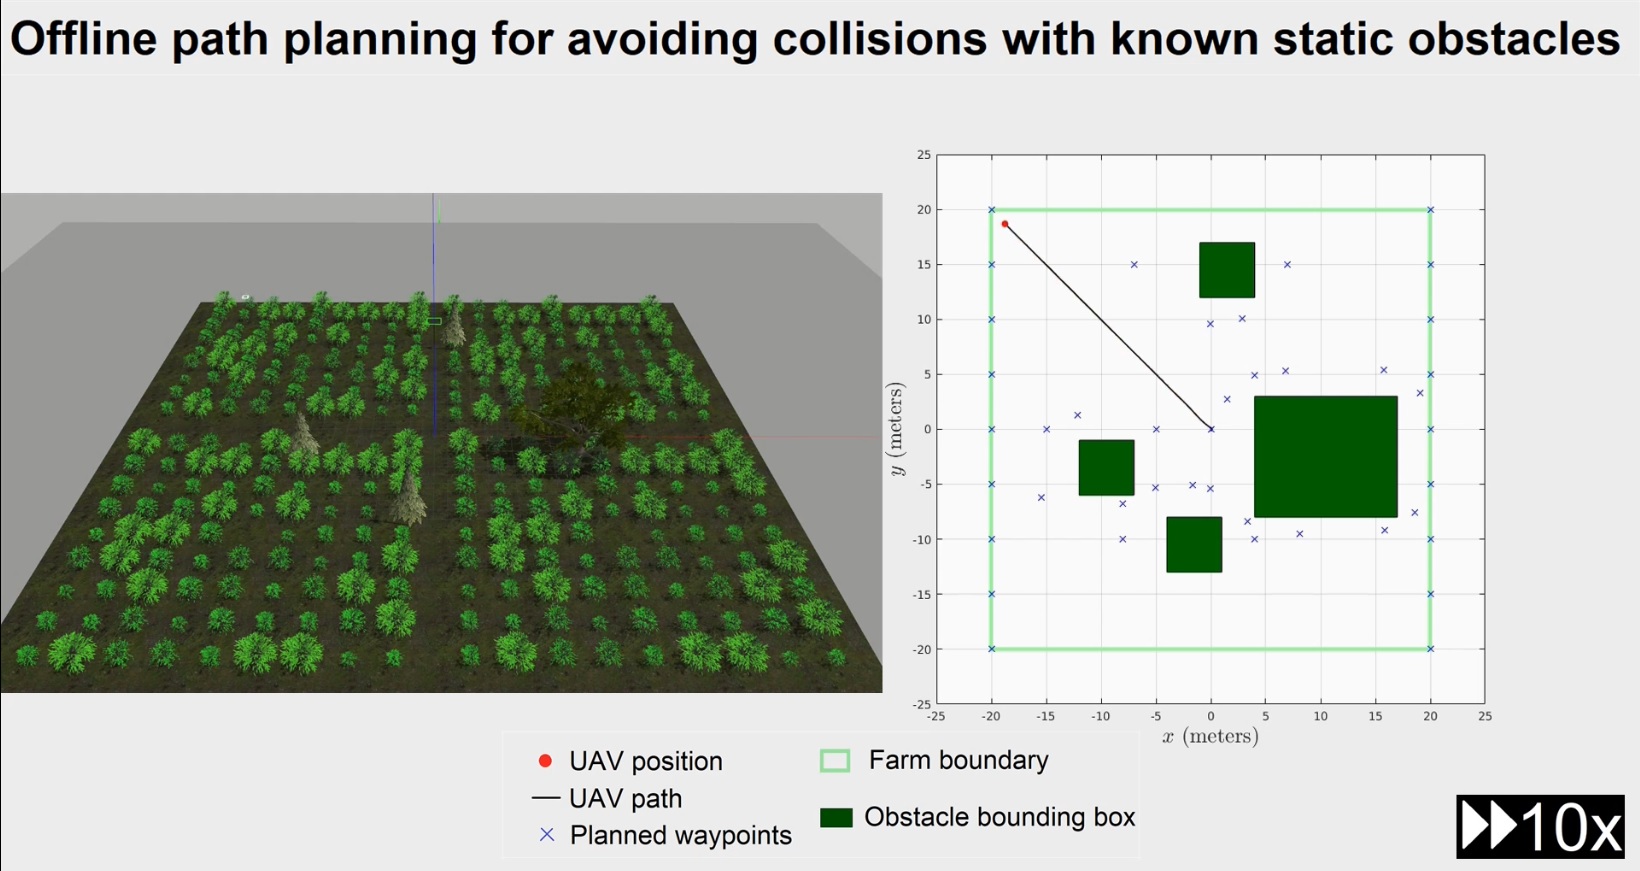 Offline path planning for avoiding collisions with known static obstacles
25
20
15
10
5
0
-5
-10
-15
-20
-25
y (meters)
-25 -20 -15 -10 -5 0 5 10 15 20 25
x (meters)
UAV position
UAV path
Planned waypoints
Farm boundary
Obstacle bounding box
10x